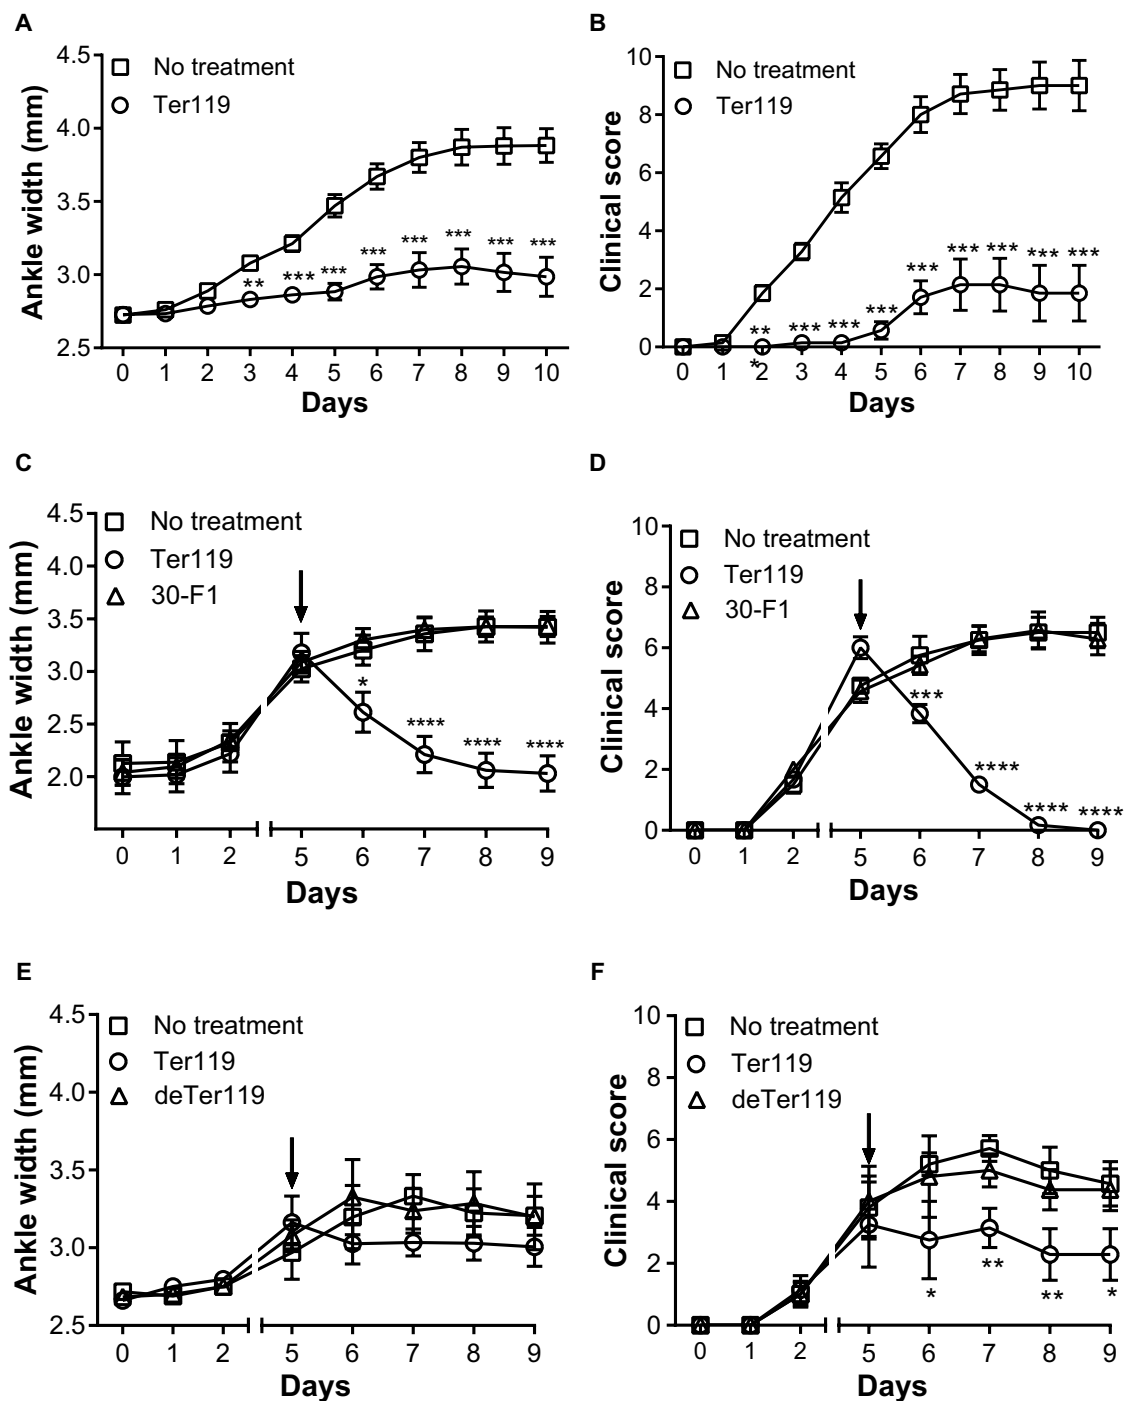 A
4.5
4.0
3.5
3.0
2.5
Ankle width (mm)
No treatment
Ter119
** *** *** *** *** *** *** ***
0 1 2 3 4 5 6 7 8 9 10
Days
B
10
8
6
4
2
0
Clinical score
No treatment
Ter119
** * *** *** *** *** *** *** *** ***
0 1 2 3 4 5 6 7 8 9 10
Days
C
4.5
4.0
3.5
3.0
2.5
2.0
Ankle width (mm)
No treatment
Ter119
30-F1
* **** **** ****
0 1 2 5 6 7 8 9
Days
D
10
8
6
4
2
0
Clinical score
No treatment
Ter119
30-F1
*** **** **** ****
0 1 2 5 6 7 8 9
Days
E
4.5
4.0
3.5
3.0
2.5
Ankle width (mm)
No treatment
Ter119
deTer119
0 1 2 5 6 7 8 9
Days
F
10
8
6
4
2
0
Clinical score
No treatment
Ter119
deTer119
* ** ** *
0 1 2 5 6 7 8 9
Days